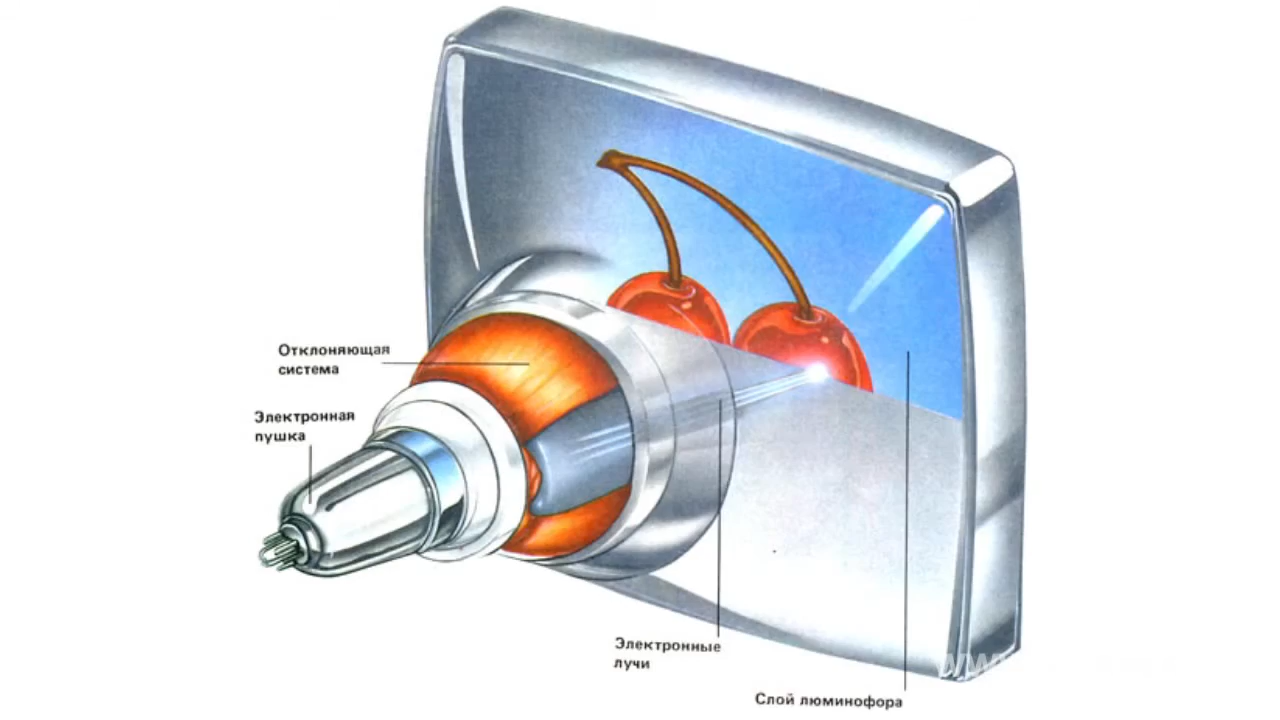 Отклоняющая
система
Электронная
пушка
Электронные
лучи
Слой люминофора